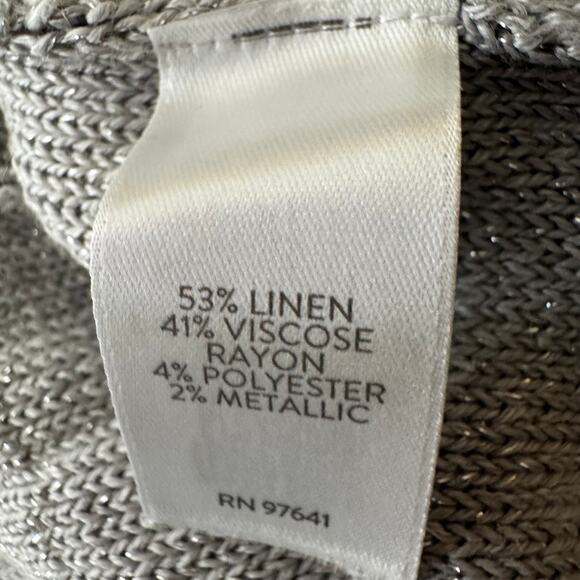 53% LINEN
41% VISCOSE
RAYON
4% POLYESTER
2% METALLIC
RN 97641